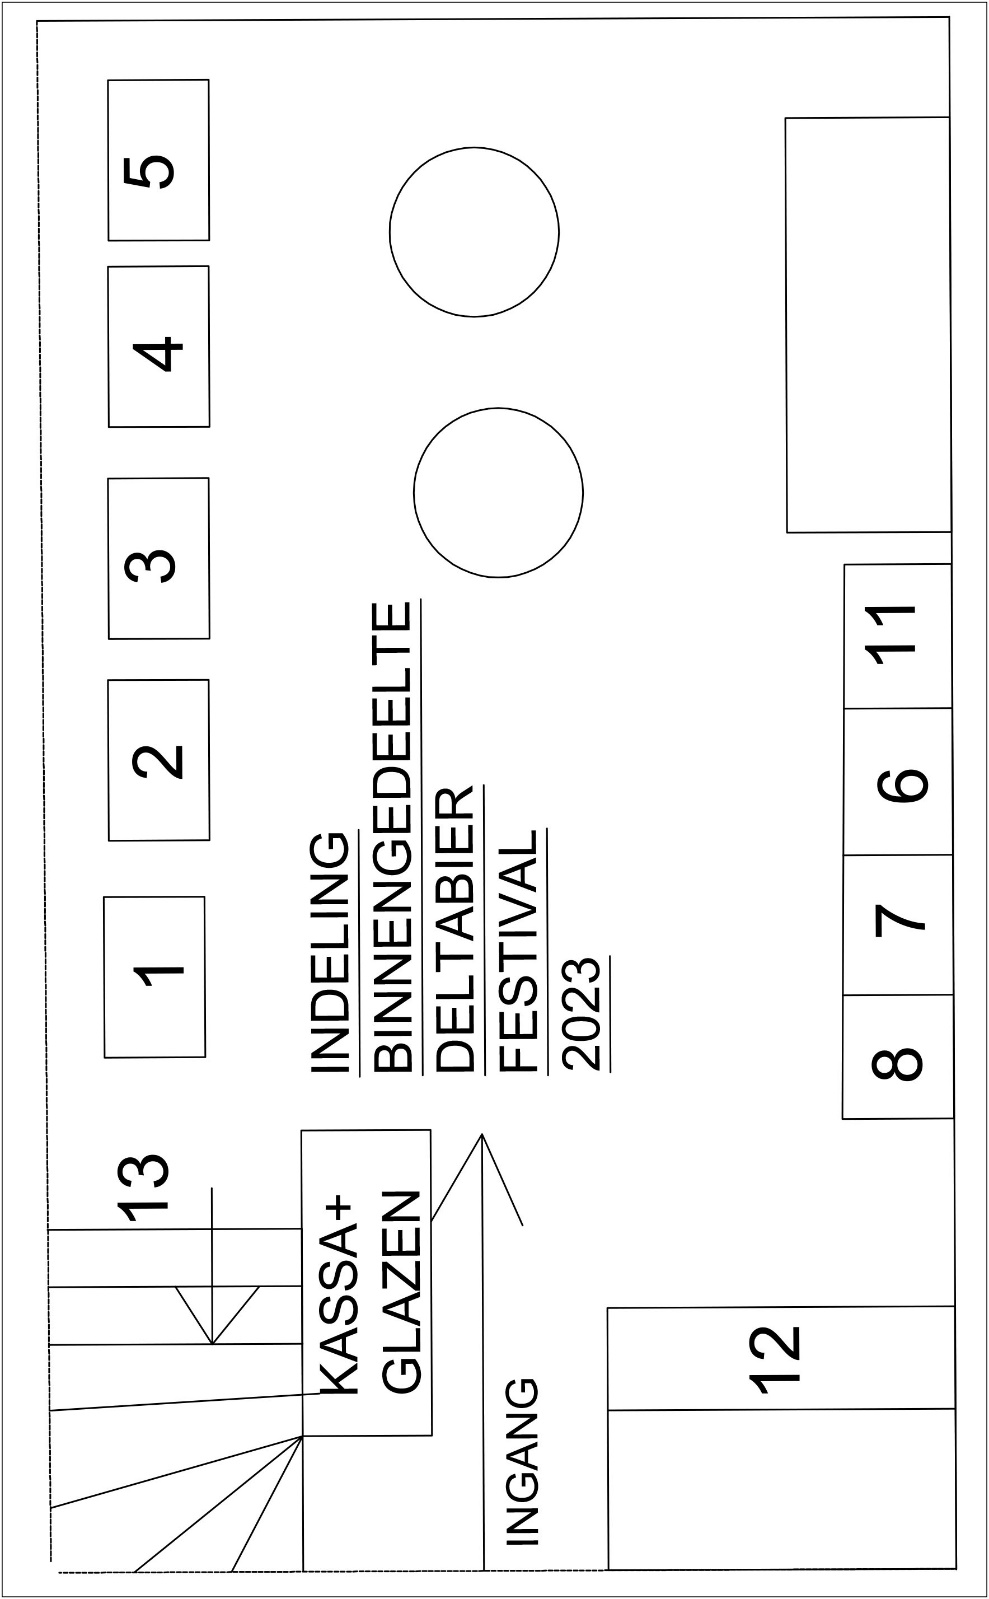 5
4
3
2
1
13
INDELING
BINNENGEDEELTE
DELTABIER
FESTIVAL
2023
KASSA+
GLAZEN
INGANG
11
6
7
8
12